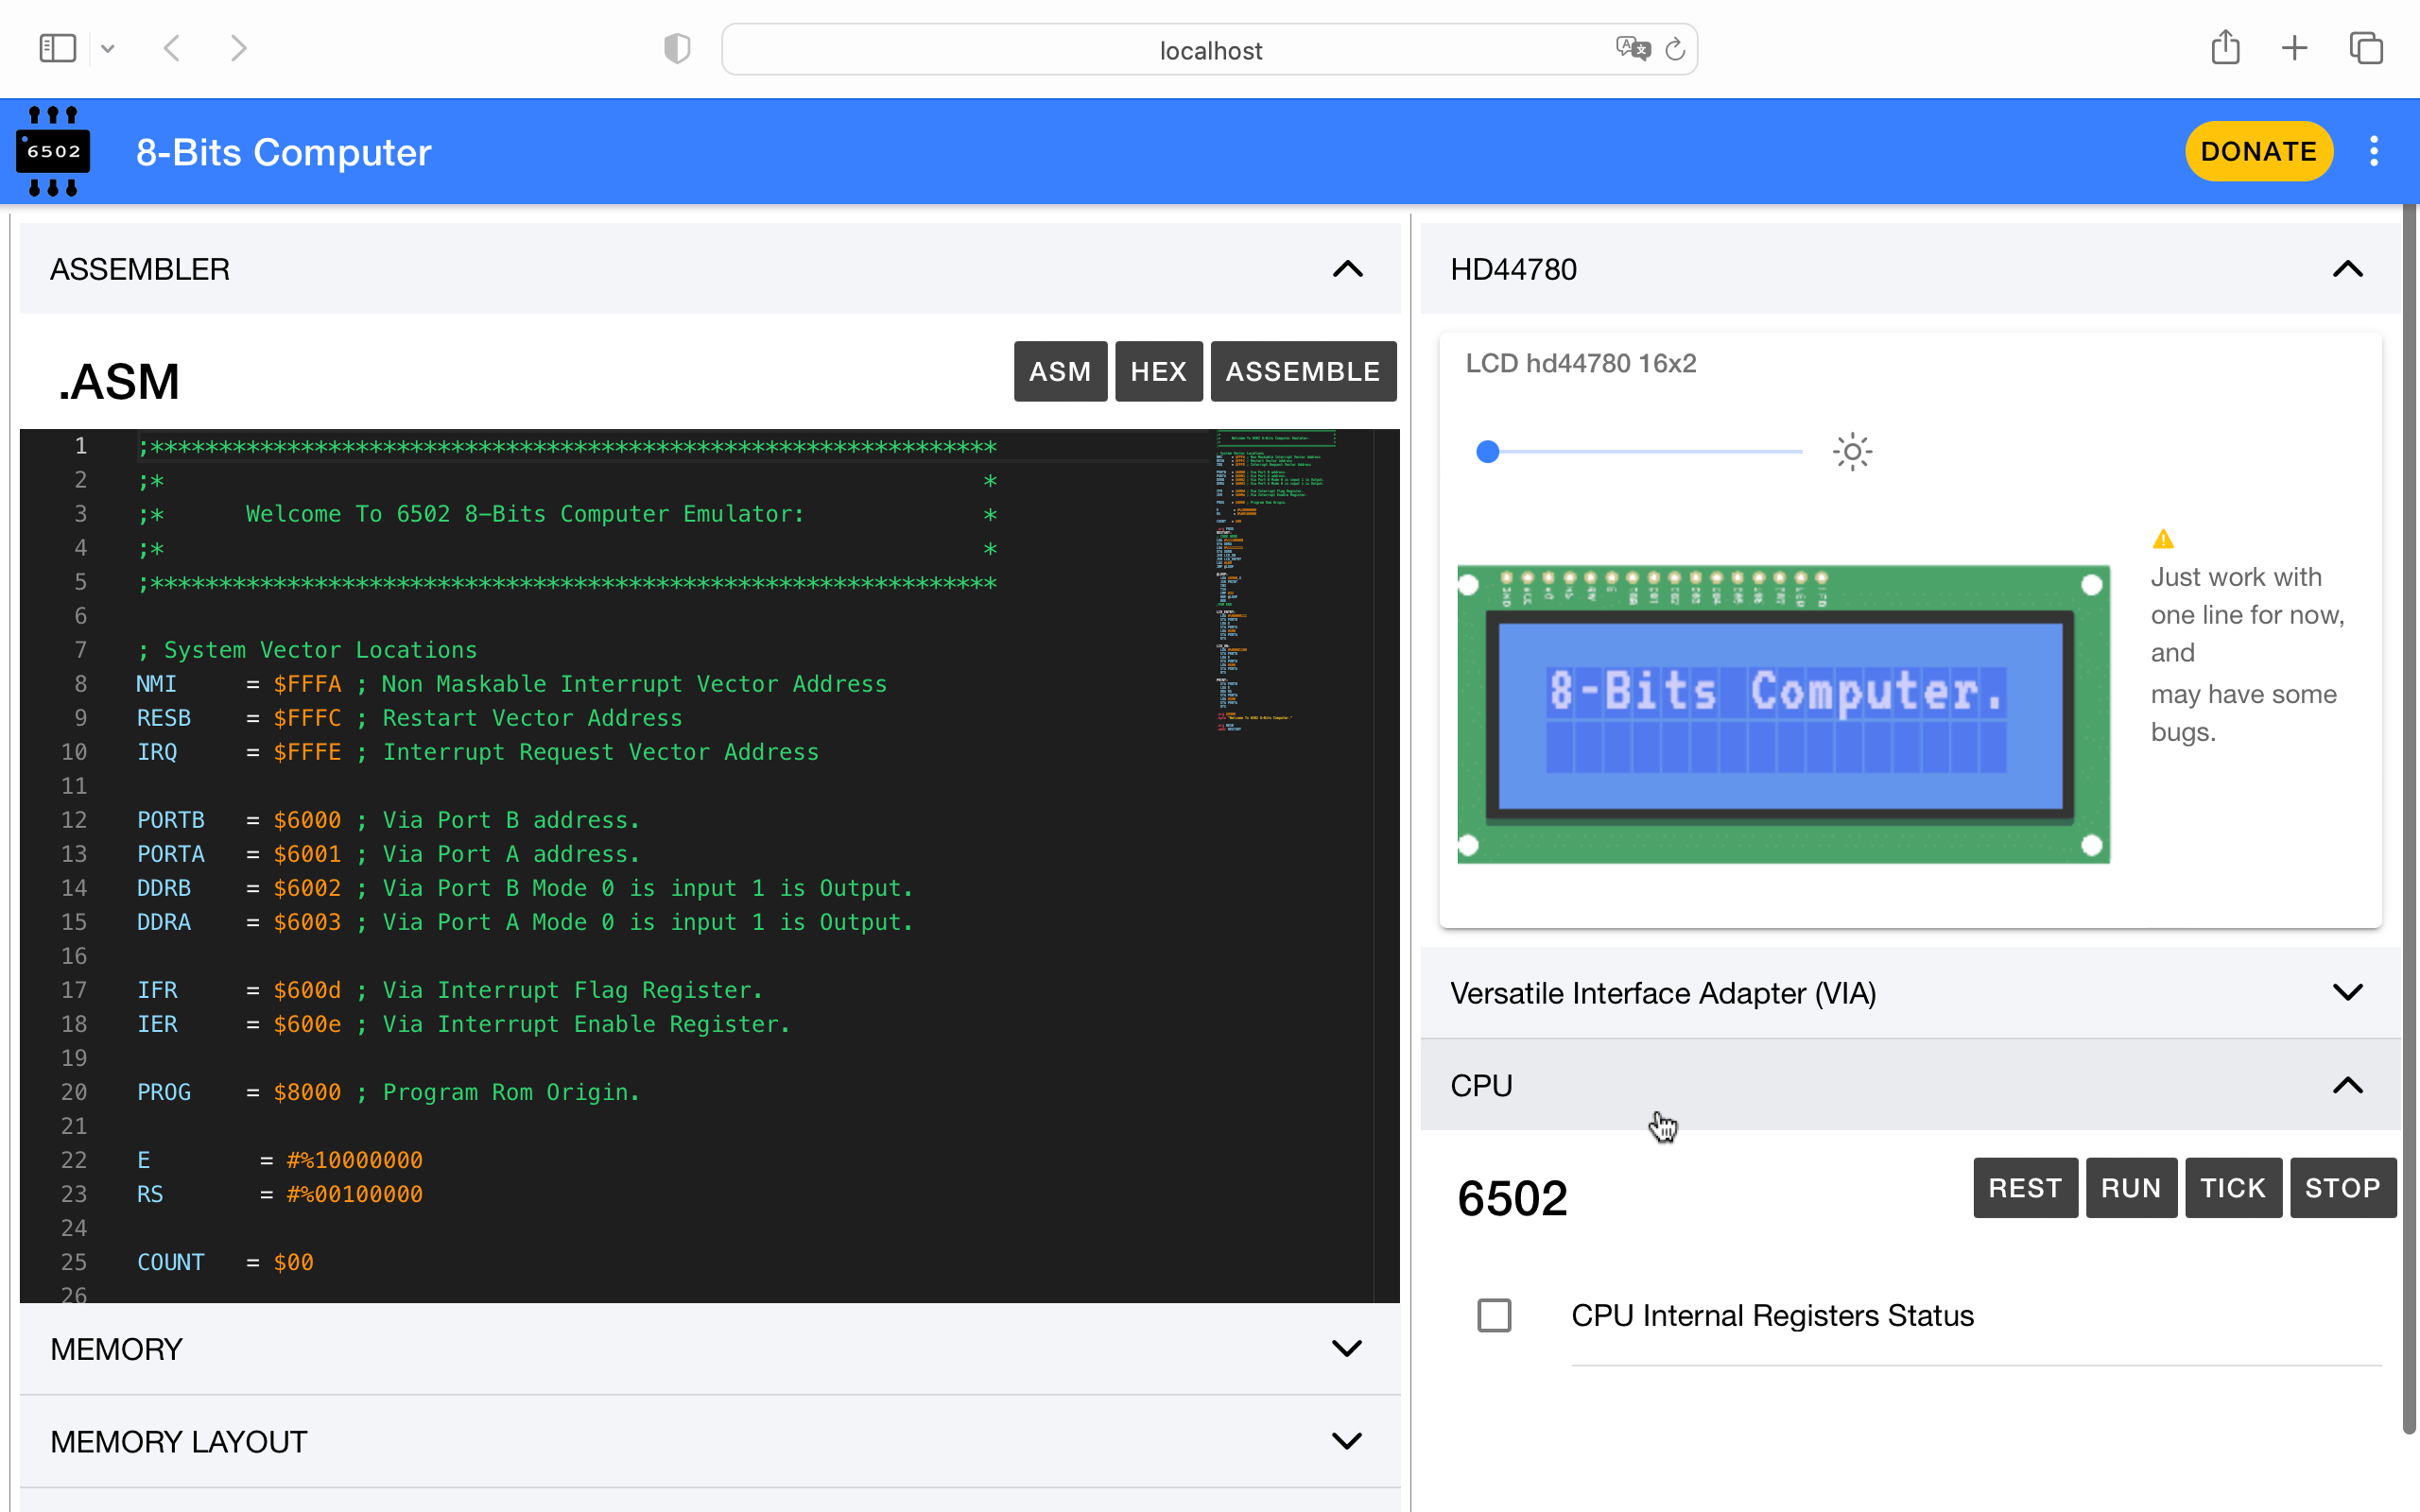 localhost
6502
8-Bits Computer
DONATE
ASSEMBLER
.ASM
ASM
HEX
ASSEMBLE
1 ;**************************************************************
2 ;* *
3 ;* Welcome To 6502 8-Bits Computer Emulator: *
4 ;* *
5 ;**************************************************************
6
7 ; System Vector Locations
8 NMI = $FFFA ; Non Maskable Interrupt Vector Address
9 RESB = $FFFC ; Restart Vector Address
10 IRQ = $FFFE ; Interrupt Request Vector Address
11
12 PORTB = $6000 ; Via Port B address.
13 PORTA = $6001 ; Via Port A address.
14 DDRB = $6002 ; Via Port B Mode 0 is input 1 is Output.
15 DDRA = $6003 ; Via Port A Mode 0 is input 1 is Output.
16
17 IFR = $600d ; Via Interrupt Flag Register.
18 IER = $600e ; Via Interrupt Enable Register.
19
20 PROG = $8000 ; Program Rom Origin.
21
22 E = #%10000000
23 RS = #%00100000
24
25 COUNT = $00
26
MEMORY
MEMORY LAYOUT
HD44780
LCD hd44780 16x2
8-Bits Computer.
Just work with
one line for now,
and
may have some
bugs.
Versatile Interface Adapter (VIA)
CPU
6502
REST
RUN
TICK
STOP
CPU Internal Registers Status